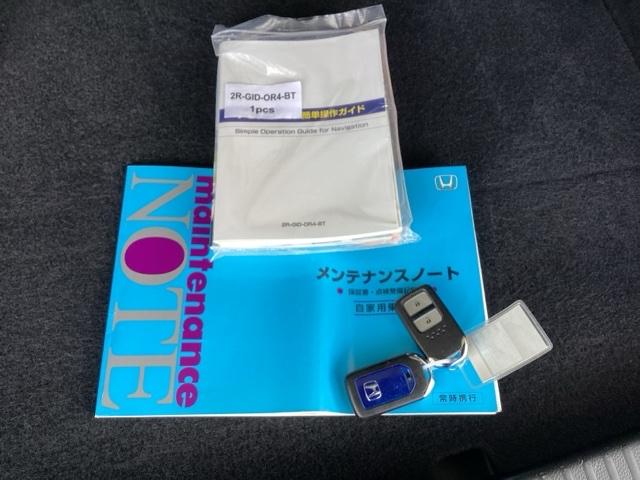 2R-GID-OR4-BT
1pcs
簡単操作ガイド
Simple Operation Guide for Navigation
2R-GID-OR4-BT
maintenance
NOTE
メンテナンスノート
保証書・点検整備記
自家用乗
常時携行